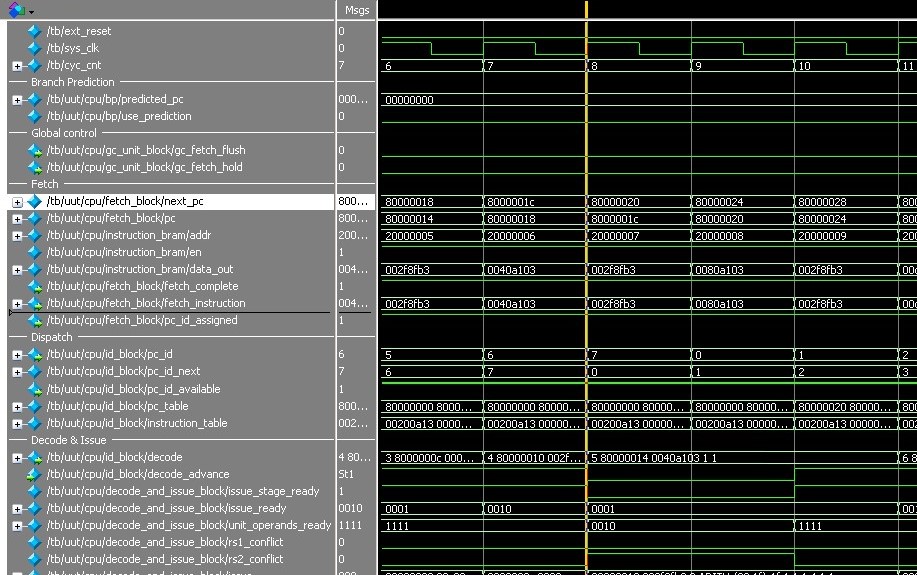 Msgs
/tb/ext_reset 0
/tb/sys_clk 0
/tb/cyc_cnt 7 6 7 8 9 10 11
Branch Prediction
/tb/uut/cpu/bp/predicted_pc 000... 00000000
/tb/uut/cpu/bp/use_prediction 0
Global control
/tb/uut/cpu/gc_unit_block/gc_fetch_flush 0
/tb/uut/cpu/gc_unit_block/gc_fetch_hold 0
Fetch
/tb/uut/cpu/fetch_block/next_pc 800... 80000018 8000001c 80000020 80000024 80000028 800
/tb/uut/cpu/fetch_block/pc 800... 80000014 80000018 8000001c 80000020 80000024 800
/tb/uut/cpu/instruction_bram/addr 200... 20000005 20000006 20000007 20000008 20000009 200
/tb/uut/cpu/instruction_bram/en 1
/tb/uut/cpu/instruction_bram/data_out 004... 002f8fb3 0040a103 002f8fb3 0080a103 002f8fb3
/tb/uut/cpu/fetch_block/fetch_complete 1
/tb/uut/cpu/fetch_block/fetch_instruction 004... 002f8fb3 0040a103 002f8fb3 0080a103 002f8fb3
/tb/uut/cpu/fetch_block/pc_id_assigned 1
Dispatch
/tb/uut/cpu/id_block/pc_id 6 5 6 7 0 1 2
/tb/uut/cpu/id_block/pc_id_next 7 6 7 0 1 2 3
/tb/uut/cpu/id_block/pc_id_available 1
/tb/uut/cpu/id_block/pc_table 800... 80000000 8000... 80000000 80000... 80000000 80000... 80000000 80000... 80000020 80000... 800
/tb/uut/cpu/id_block/instruction_table 002... 00200a13 0000... 00200a13 00000... 00200a13 00000... 00200a13 00000... 00200a13 00000... 002
Decode & Issue
/tb/uut/cpu/id_block/decode 4 80... 3 8000000c 000... 4 80000010 002f... 5 80000014 0040a103 1 1 6 8
/tb/uut/cpu/id_block/decode_advance St1
/tb/uut/cpu/decode_and_issue_block/issue_stage_ready 1
/tb/uut/cpu/decode_and_issue_block/issue_ready 0010 0001 0010 0001
/tb/uut/cpu/decode_and_issue_block/unit_operands_ready 1111 1111 0010 1111
/tb/uut/cpu/decode_and_issue_block/rs1_conflict 0
/tb/uut/cpu/decode_and_issue_block/rs2_conflict 0